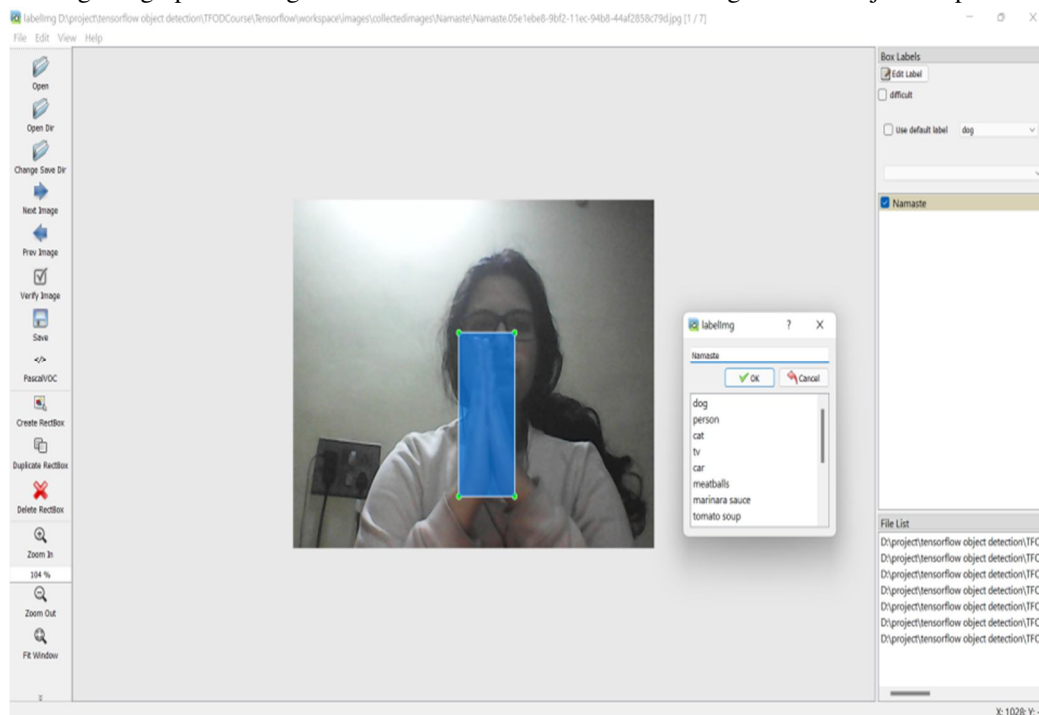 labelImg D:\project\tensorflow object detection\TFODCourse\Tensorflow\workspace\images\collectedimages\Namaste\Namaste.05e1ebe8-9bf2-11ec-94b8-44af2858c79d.jpg [1 / 7]
File Edit View Help
Open
Open Dir
Change Save Dir
Next Image
Prev Image
Verify Image
Save
</>
PascalVOC
Create RectBox
Duplicate RectBox
Delete RectBox
Zoom In
104 %
Zoom Out
Fit Window
labelImg ? X
Namaste
OK Cancel
dog
person
cat
tv
car
meatballs
marinara sauce
tomato soup
Box Labels
Edit Label
difficult
Use default label dog
Namaste
File List
D:\project\tensorflow object detection\TFO
D:\project\tensorflow object detection\TFO
D:\project\tensorflow object detection\TFO
D:\project\tensorflow object detection\TFO
D:\project\tensorflow object detection\TFO
D:\project\tensorflow object detection\TFO
D:\project\tensorflow object detection\TFO
X: 1028; Y: